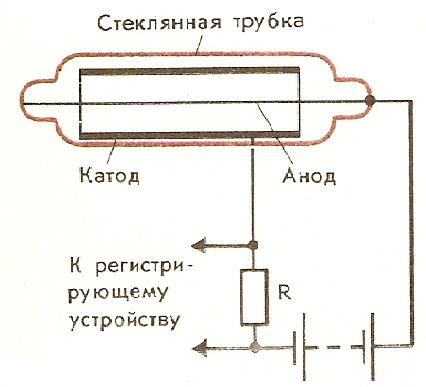 Стеклянная трубка
Катод
Анод
К регистри-
рующему
устройству
R